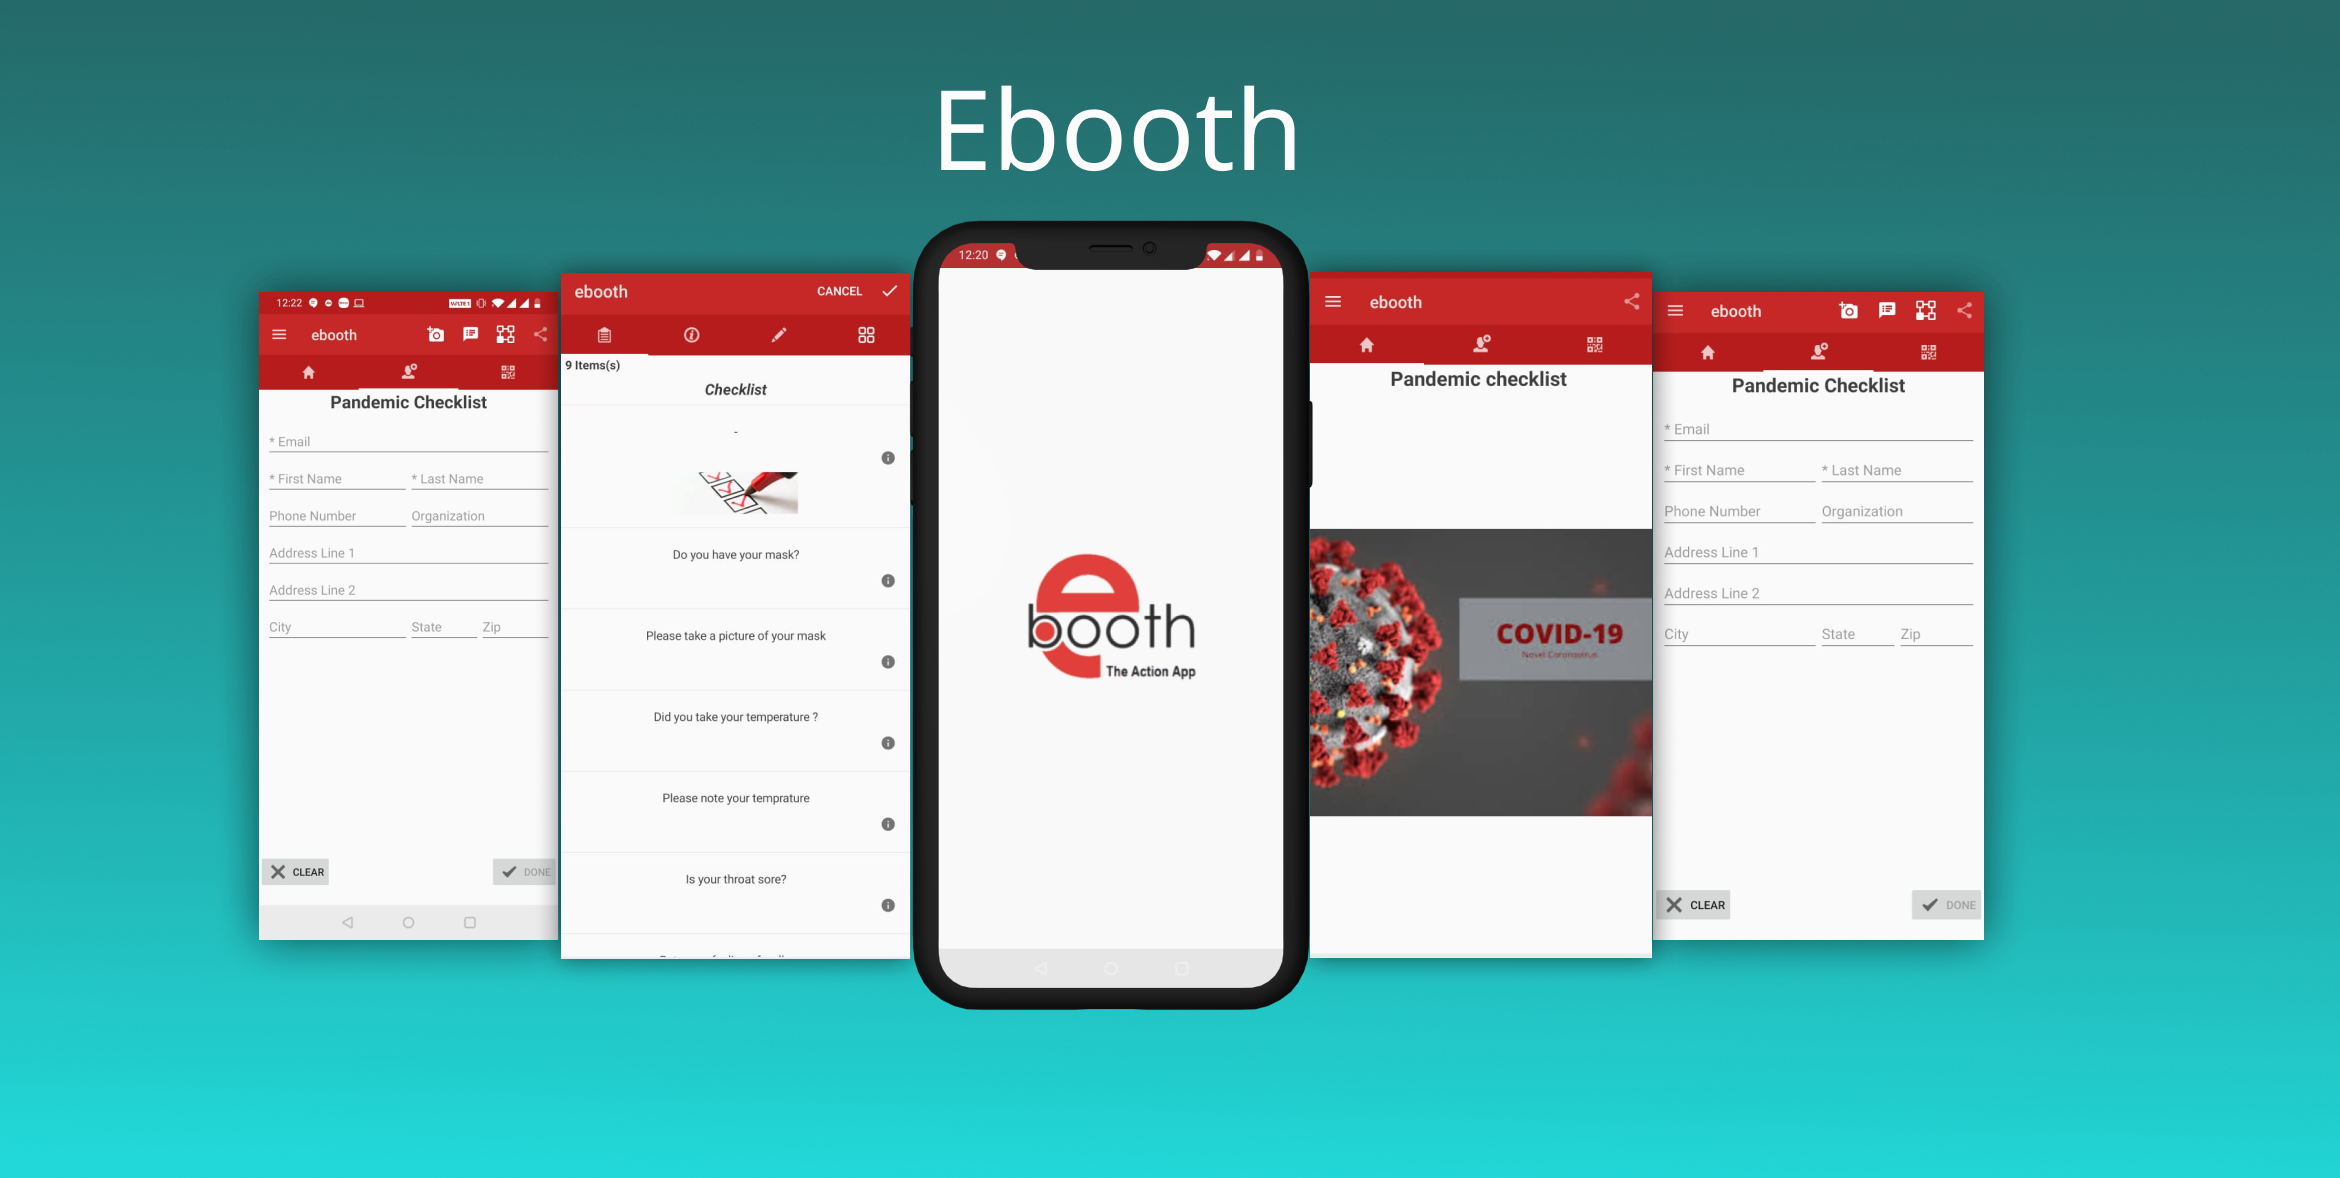 Ebooth
12:22
ebooth
Pandemic Checklist
* Email
* First Name * Last Name
Phone Number Organization
Address Line 1
Address Line 2
City State Zip
CLEAR DONE
ebooth CANCEL
9 Items(s)
Checklist
-
Do you have your mask?
Please take a picture of your mask
Did you take your temperature ?
Please note your temprature
Is your throat sore?
12:20
e
booth
The Action App
ebooth
Pandemic checklist
COVID-19
Novel Coronavirus
ebooth
Pandemic Checklist
* Email
* First Name * Last Name
Phone Number Organization
Address Line 1
Address Line 2
City State Zip
CLEAR DONE